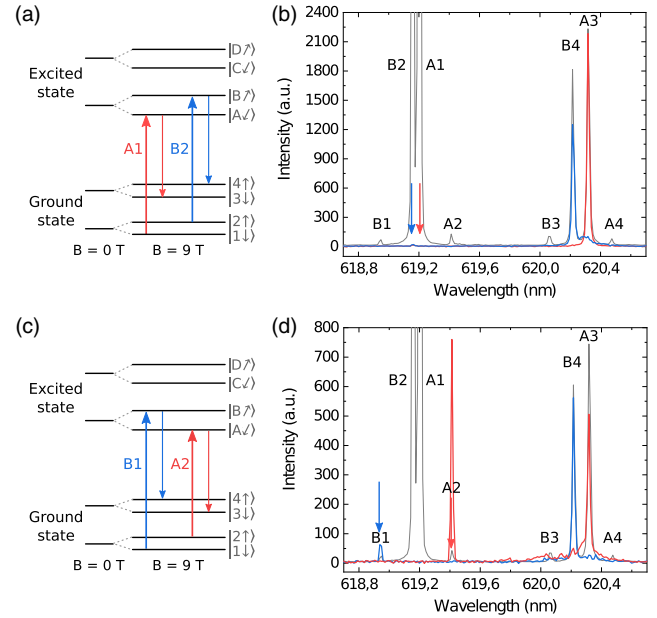 (a)
|D↗⟩
Excited
state
|C↙⟩
|B↗⟩
|A↙⟩
A1
B2
Ground
state
|4↑⟩
|3↓⟩
|2↑⟩
|1↓⟩
B = 0 T
B = 9 T
(b)
Intensity (a.u.)
2400
2100
1800
1500
1200
900
600
300
0
B2
A1
A3
B4
B1
A2
B3
A4
618,8
619,2
619,6
620,0
620,4
Wavelength (nm)
(c)
|D↗⟩
Excited
state
|C↙⟩
|B↗⟩
|A↙⟩
B1
A2
Ground
state
|4↑⟩
|3↓⟩
|2↑⟩
|1↓⟩
B = 0 T
B = 9 T
(d)
Intensity (a.u.)
800
700
600
500
400
300
200
100
0
A3
B2
A1
B4
A2
B1
B3
A4
618,8
619,2
619,6
620,0
620,4
Wavelength (nm)